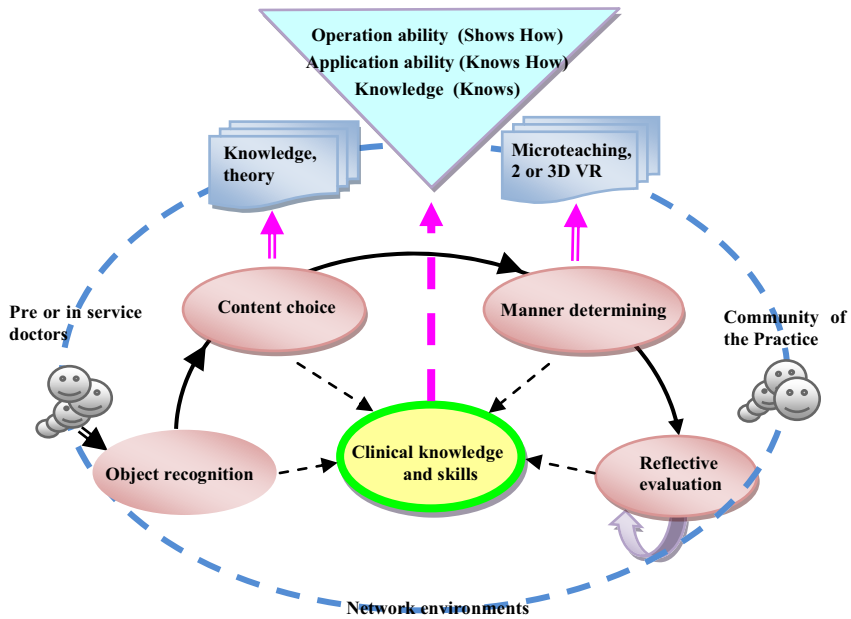 Operation ability (Shows How)
Application ability (Knows How)
Knowledge (Knows)
Knowledge,
theory
Microteaching,
2 or 3D VR
Content choice
Manner determining
Pre or in service
doctors
Community of
the Practice
Object recognition
Clinical knowledge
and skills
Reflective
evaluation
Network environments